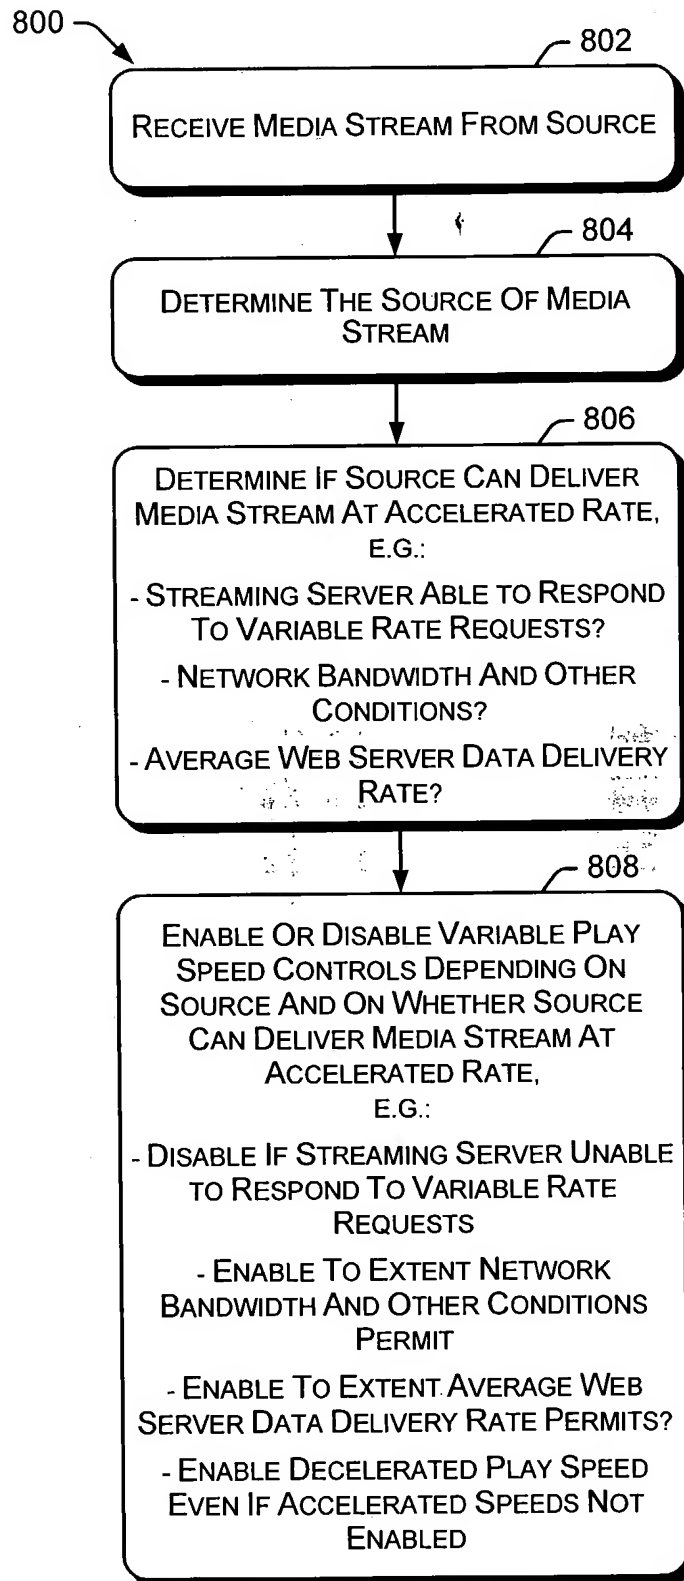 800
802
RECEIVE MEDIA STREAM FROM SOURCE
804
DETERMINE THE SOURCE OF MEDIA
STREAM
806
DETERMINE IF SOURCE CAN DELIVER
MEDIA STREAM AT ACCELERATED RATE,
E.G.:
- STREAMING SERVER ABLE TO RESPOND
TO VARIABLE RATE REQUESTS?
- NETWORK BANDWIDTH AND OTHER
CONDITIONS?
- AVERAGE WEB SERVER DATA DELIVERY
RATE?
808
ENABLE OR DISABLE VARIABLE PLAY
SPEED CONTROLS DEPENDING ON
SOURCE AND ON WHETHER SOURCE
CAN DELIVER MEDIA STREAM AT
ACCELERATED RATE,
E.G.:
- DISABLE IF STREAMING SERVER UNABLE
TO RESPOND TO VARIABLE RATE
REQUESTS
- ENABLE TO EXTENT NETWORK
BANDWIDTH AND OTHER CONDITIONS
PERMIT
- ENABLE TO EXTENT AVERAGE WEB
SERVER DATA DELIVERY RATE PERMITS?
- ENABLE DECELERATED PLAY SPEED
EVEN IF ACCELERATED SPEEDS NOT
ENABLED